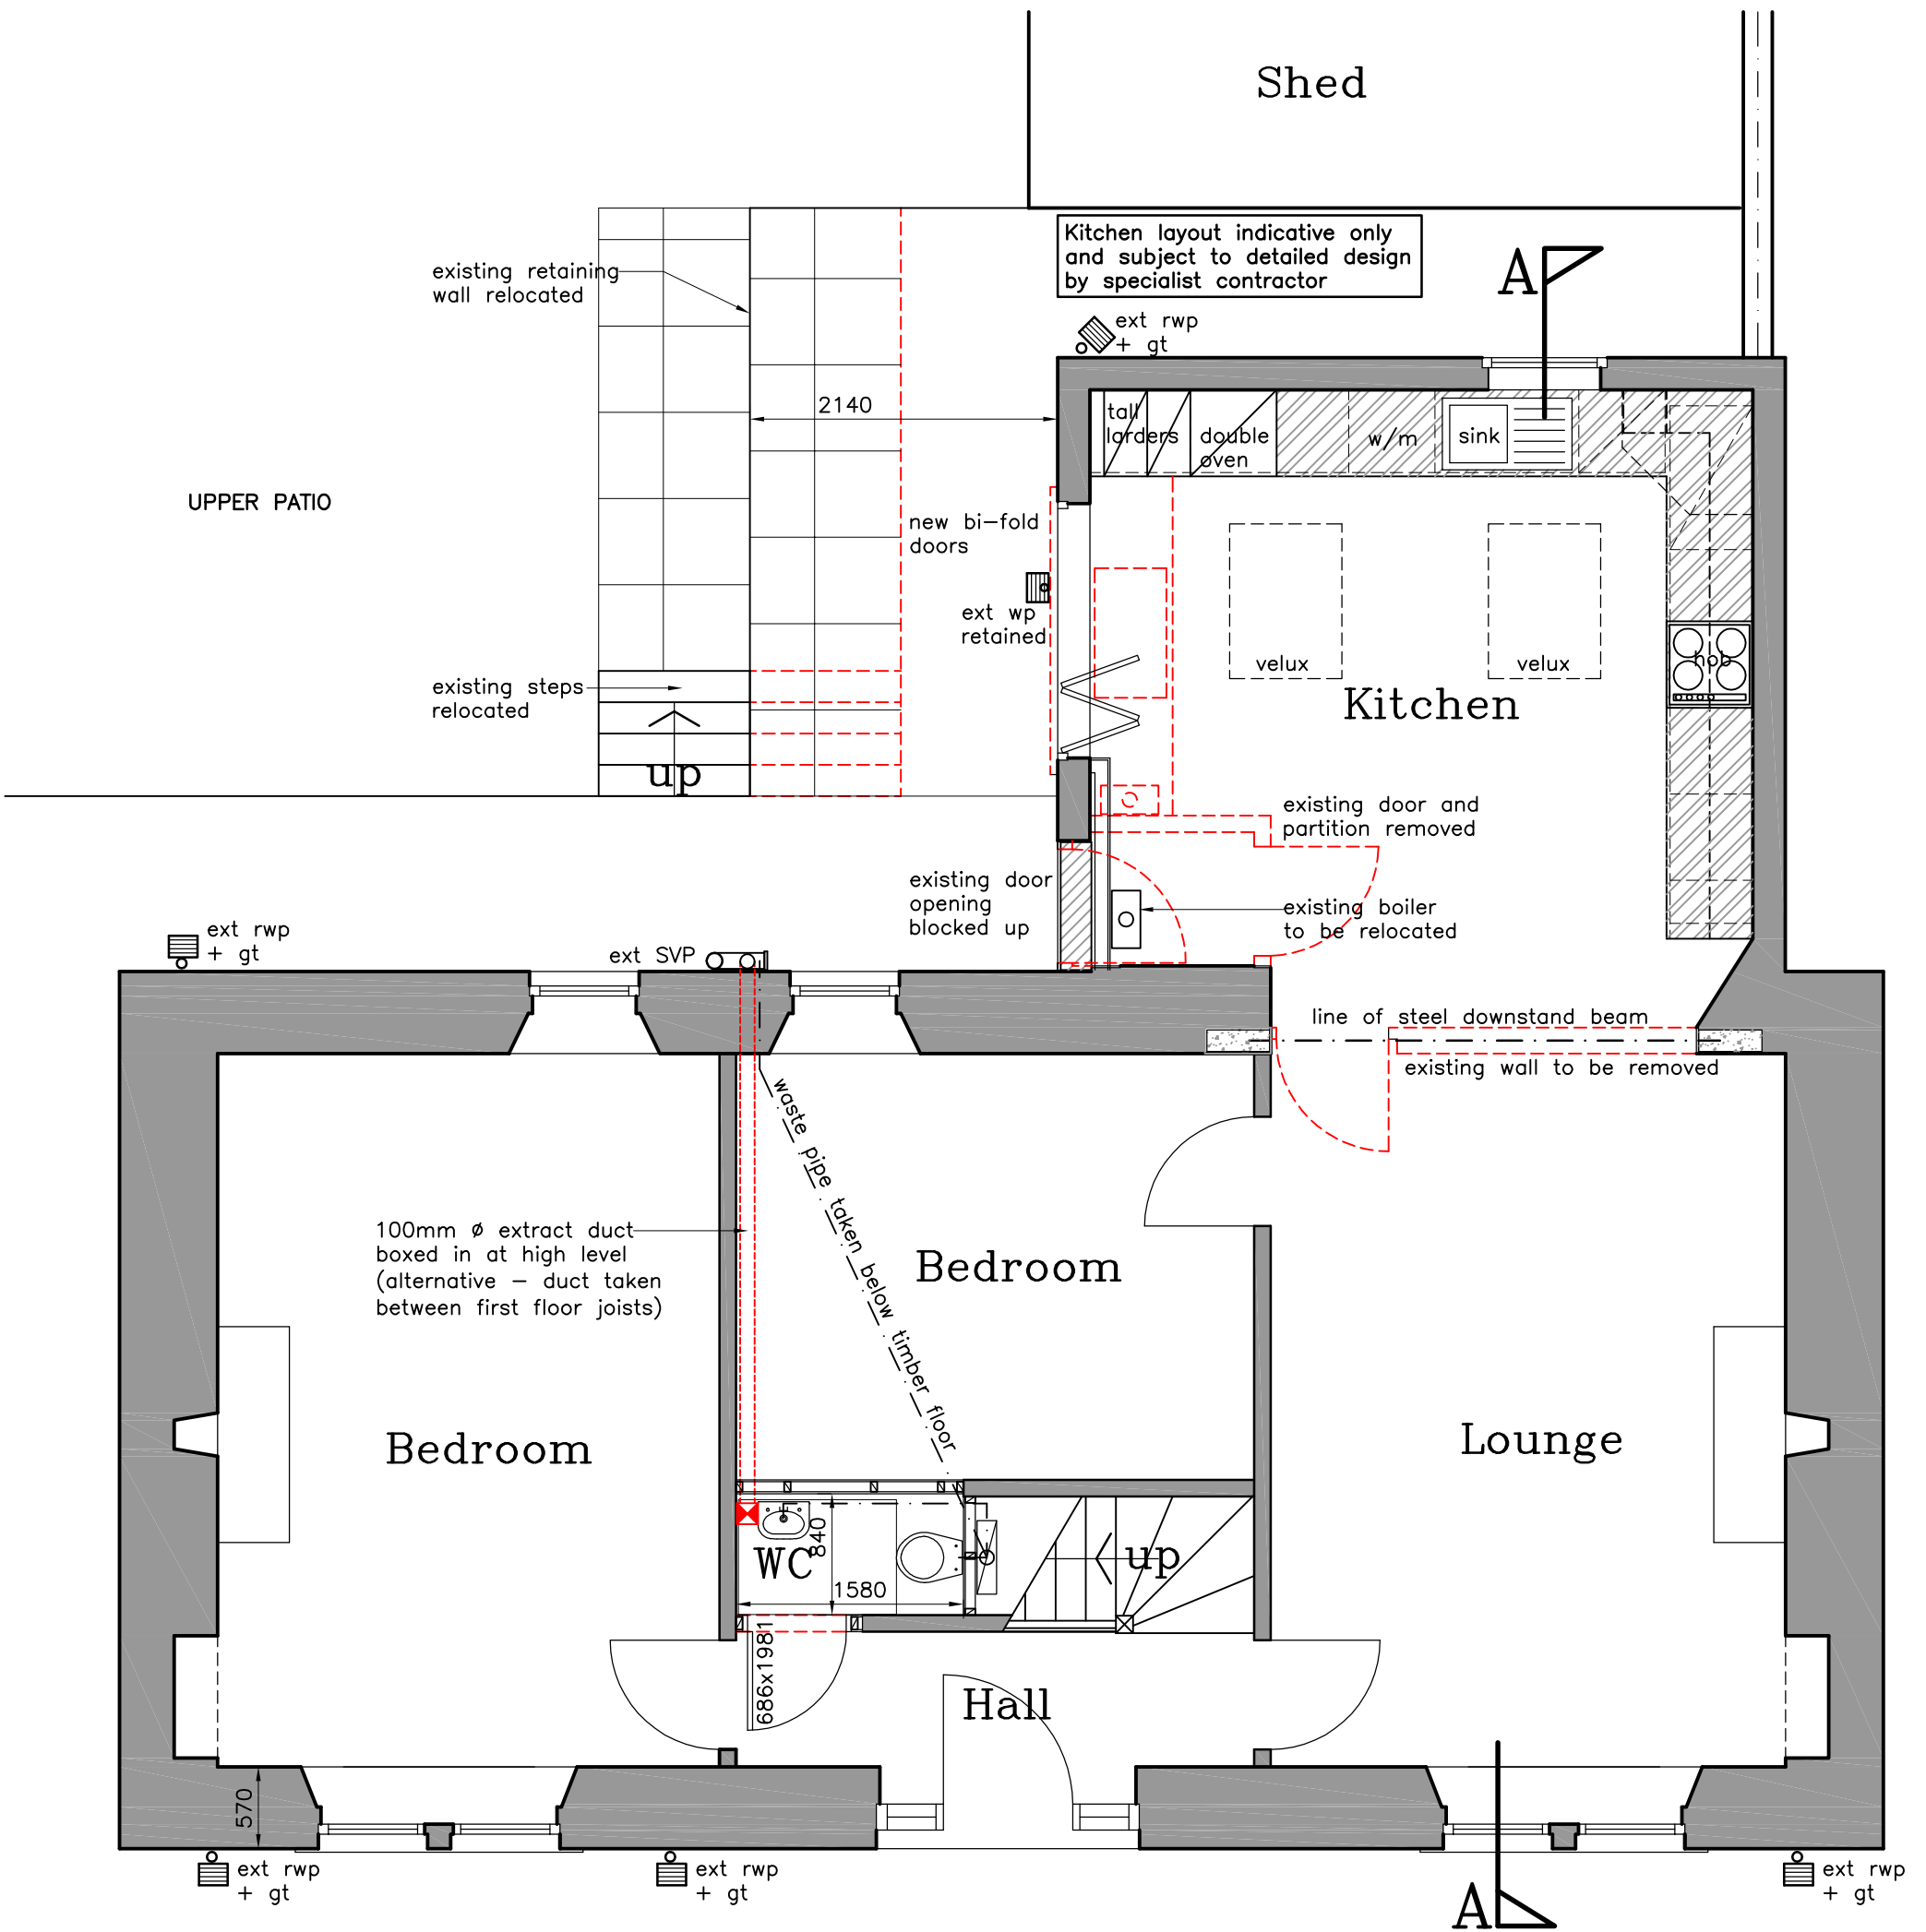 Shed
Kitchen layout indicative only
and subject to detailed design
by specialist contractor
A
existing retaining
wall relocated
ext rwp
+ gt
2140
tall
larders
double
oven
w/m
sink
UPPER PATIO
new bi-fold
doors
ext wp
retained
velux
velux
hob
Kitchen
existing steps
relocated
up
existing door and
partition removed
existing door
opening
blocked up
existing boiler
to be relocated
ext rwp
+ gt
ext SVP
line of steel downstand beam
existing wall to be removed
waste pipe taken below timber floor
100mm ø extract duct
boxed in at high level
(alternative - duct taken
between first floor joists)
Bedroom
Bedroom
Lounge
WC
840
1580
up
686x1981
Hall
570
ext rwp
+ gt
ext rwp
+ gt
A
ext rwp
+ gt